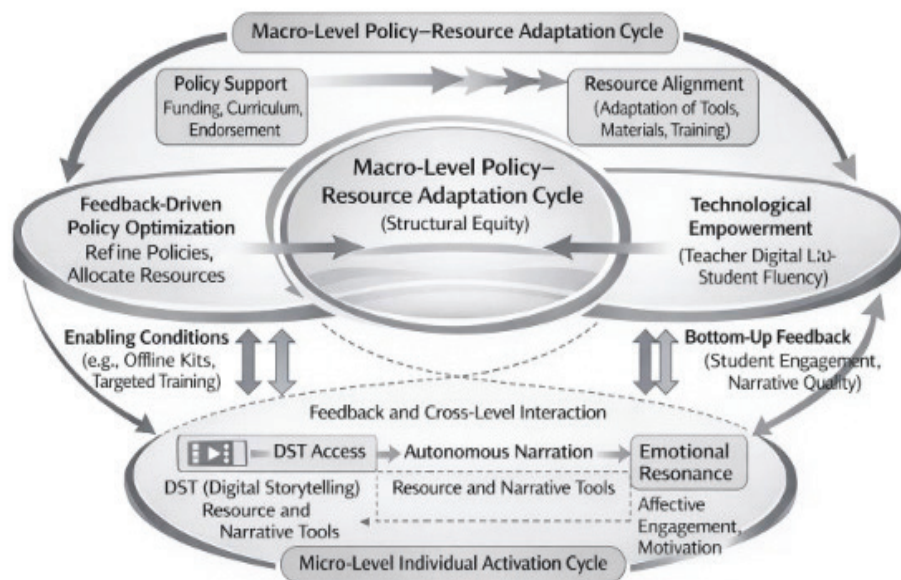 Macro-Level Policy–Resource Adaptation Cycle
Policy Support
Funding, Curriculum,
Endorsement
Resource Alignment
(Adaptation of Tools,
Materials, Training)
Macro-Level Policy–
Resource Adaptation Cycle
(Structural Equity)
Feedback-Driven
Policy Optimization
Refine Policies,
Allocate Resources
Technological
Empowerment
(Teacher Digital
Student Fluency)
Enabling Conditions
(e.g., Offline Kits,
Targeted Training)
Bottom-Up Feedback
(Student Engagement,
Narrative Quality)
Feedback and Cross-Level Interaction
DST Access
Autonomous Narration
Emotional
Resonance
DST (Digital Storytelling)
Resource and
Narrative Tools
Resource and Narrative Tools
Affective
Engagement,
Motivation
Micro-Level Individual Activation Cycle